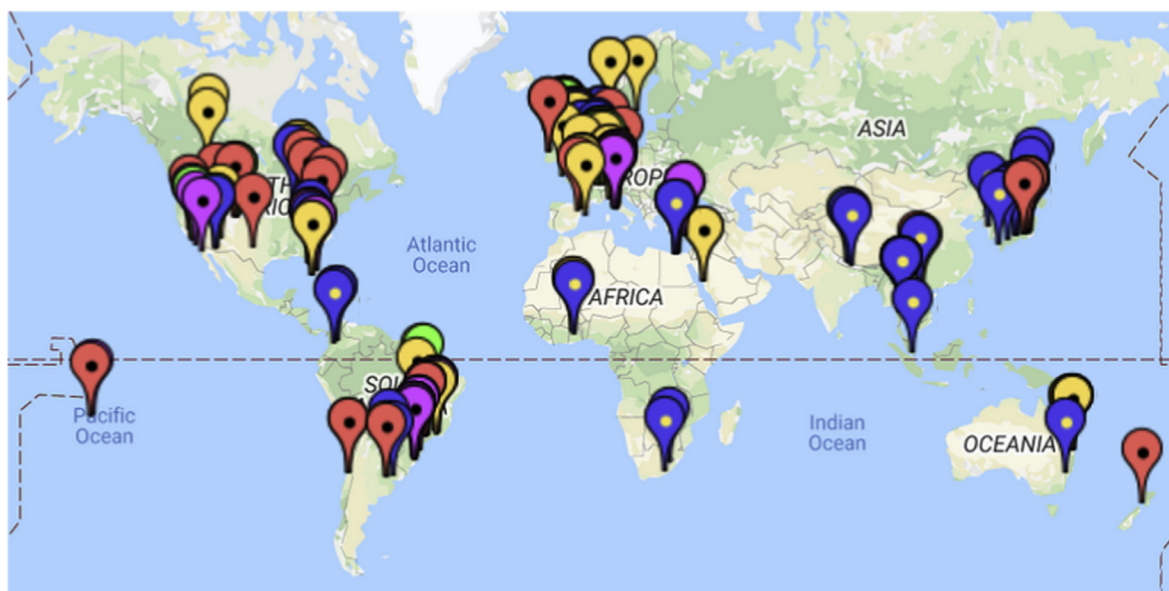 ASIA
Atlantic
Ocean
AFRICA
Pacific
Ocean
Indian
Ocean
OCEANIA